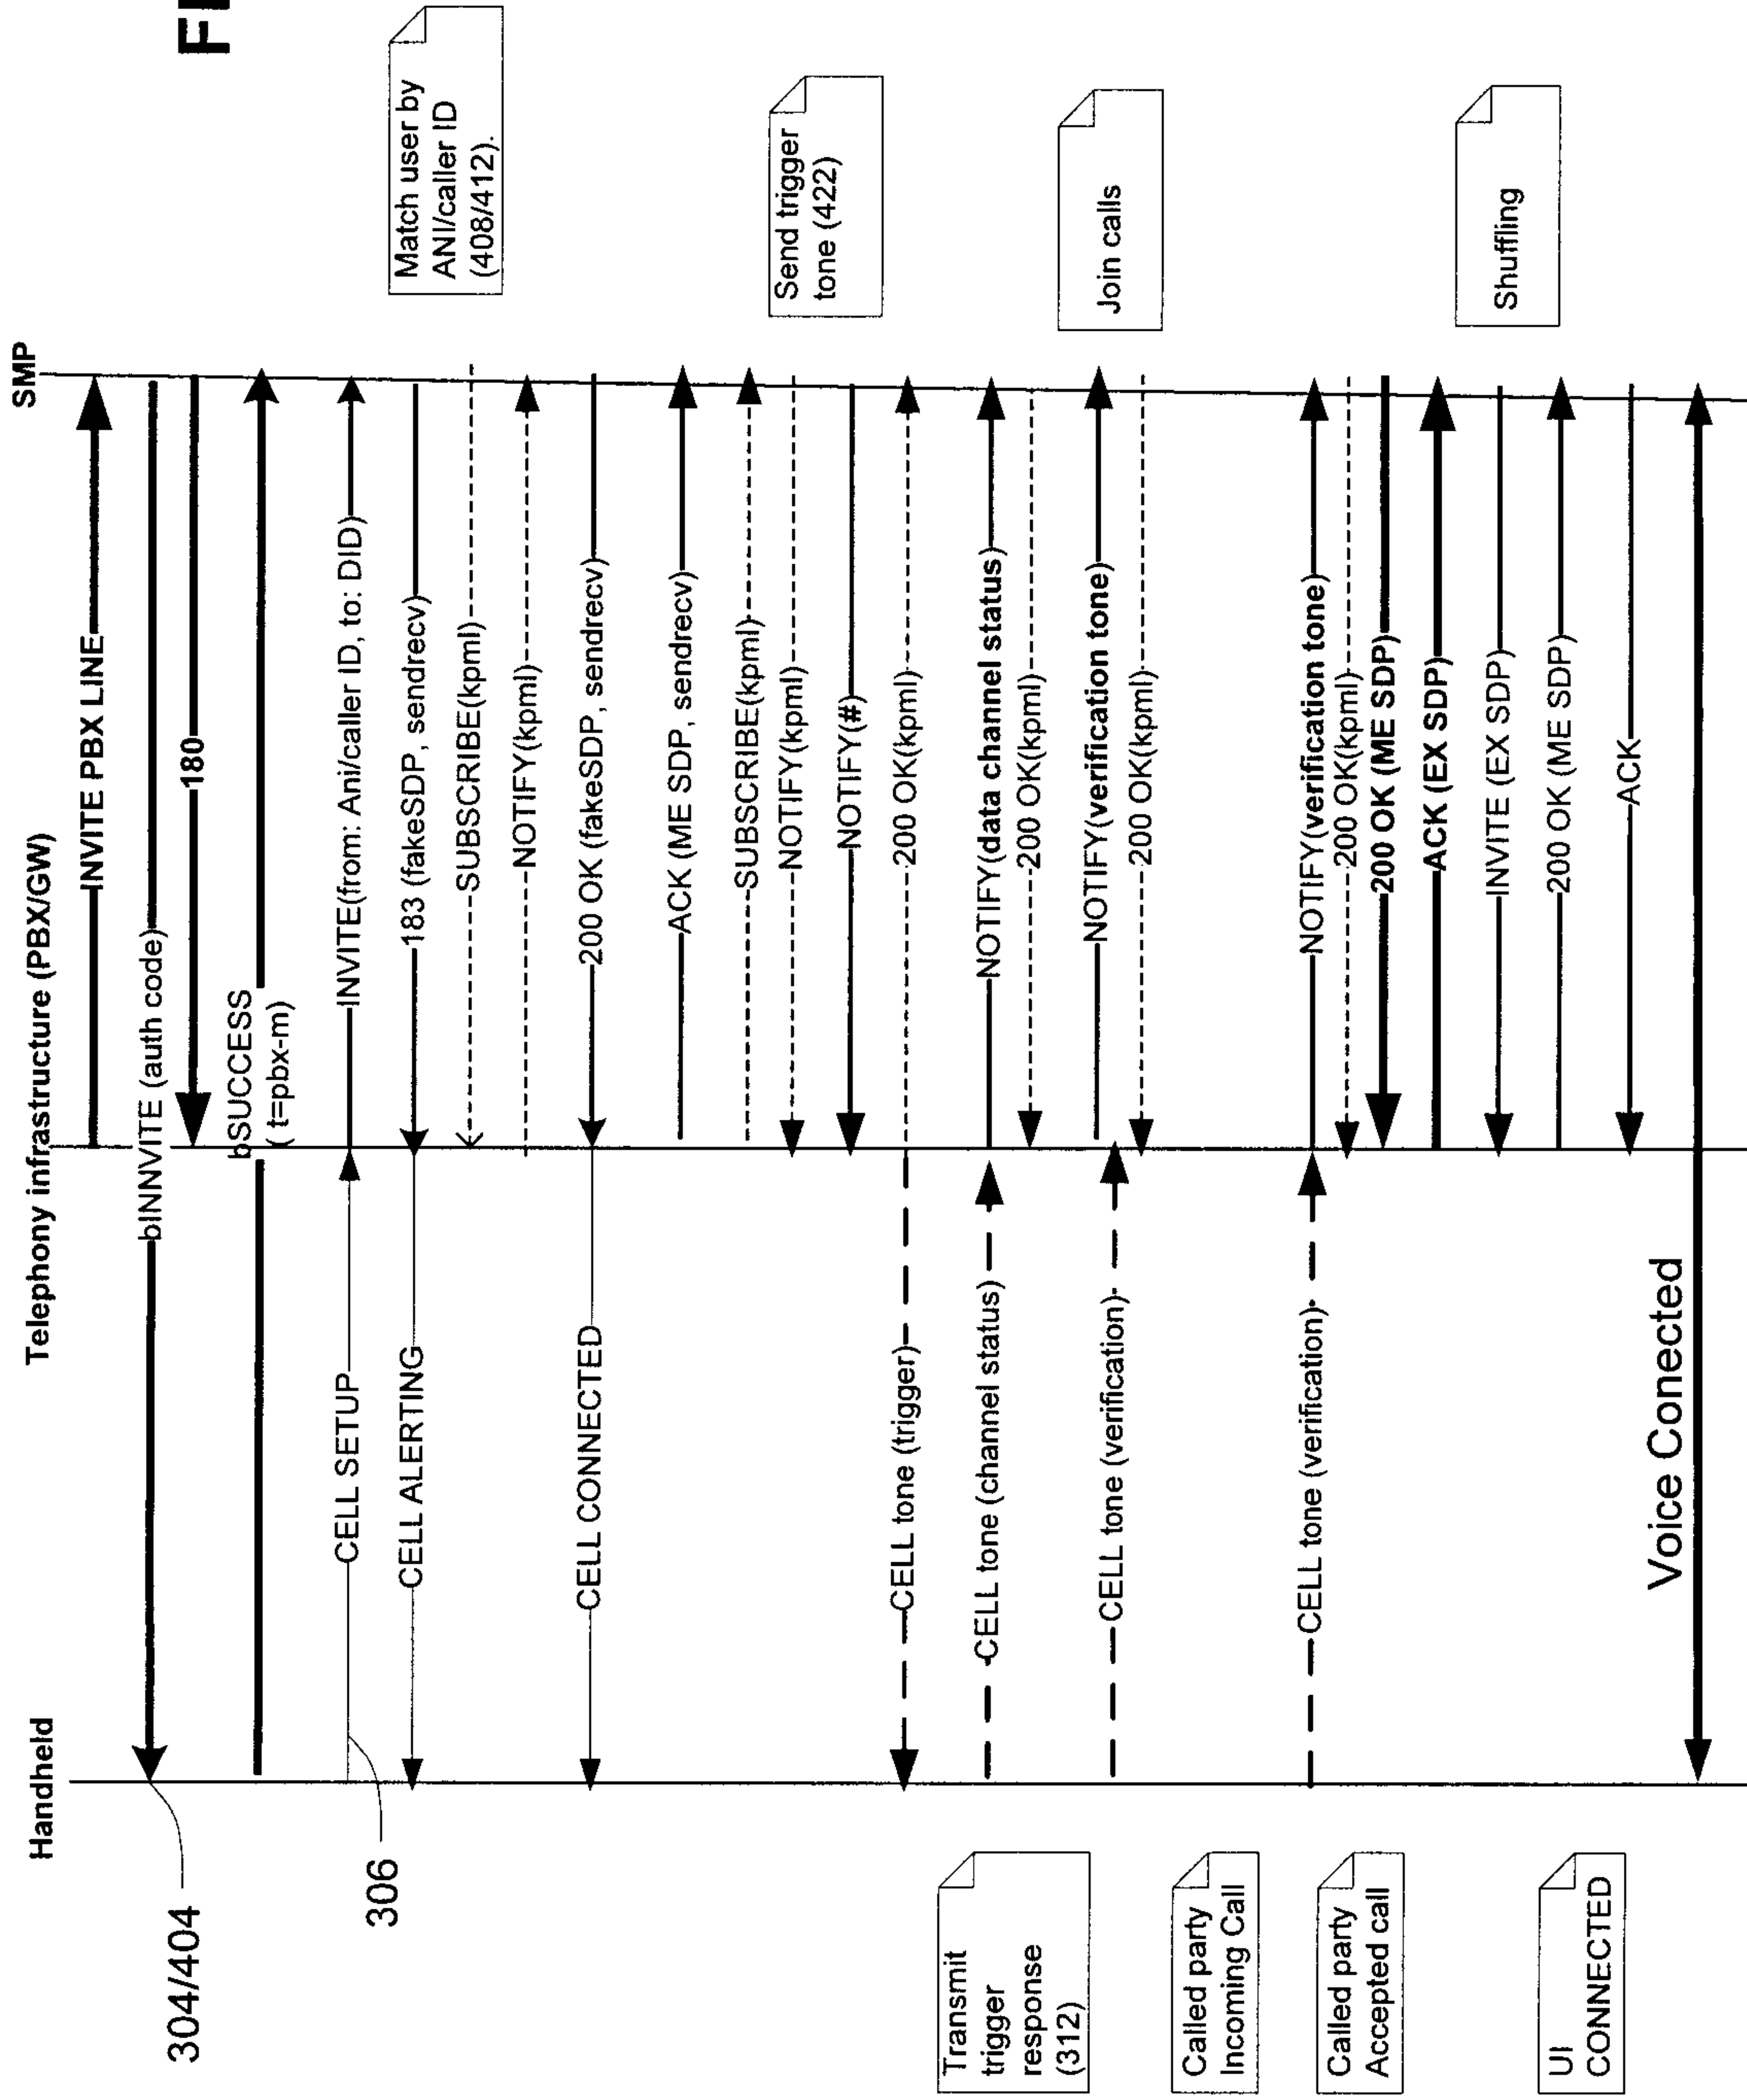 FI
Handheld
Telephony infrastructure (PBX/GW)
SMP
INVITE PBX LINE
304/404
bINNVITE (auth code)
180
bSUCCESS
( t=pbx-m)
306
CELL SETUP
INVITE(from: Ani/caller ID, to: DID)
Match user by
ANI/caller ID
(408/412).
CELL ALERTING
183 (fakeSDP, sendrecv)
SUBSCRIBE(kpml)
NOTIFY(kpml)
CELL CONNECTED
200 OK (fakeSDP, sendrecv)
ACK (ME SDP, sendrecv)
SUBSCRIBE(kpml)
NOTIFY(kpml)
Send trigger
tone (422)
NOTIFY(#)
CELL tone (trigger)
200 OK(kpml)
Transmit
trigger
response
(312)
CELL tone (channel status)
NOTIFY(data channel status)
200 OK(kpml)
CELL tone (verification)
NOTIFY(verification tone)
Join calls
200 OK(kpml)
Called party
Incoming Call
CELL tone (verification)
NOTIFY(verification tone)
200 OK(kpml)
Called party
Accepted call
200 OK (ME SDP)
ACK (EX SDP)
INVITE (EX SDP)
Shuffling
200 OK (ME SDP)
UI
CONNECTED
ACK
Voice Conected